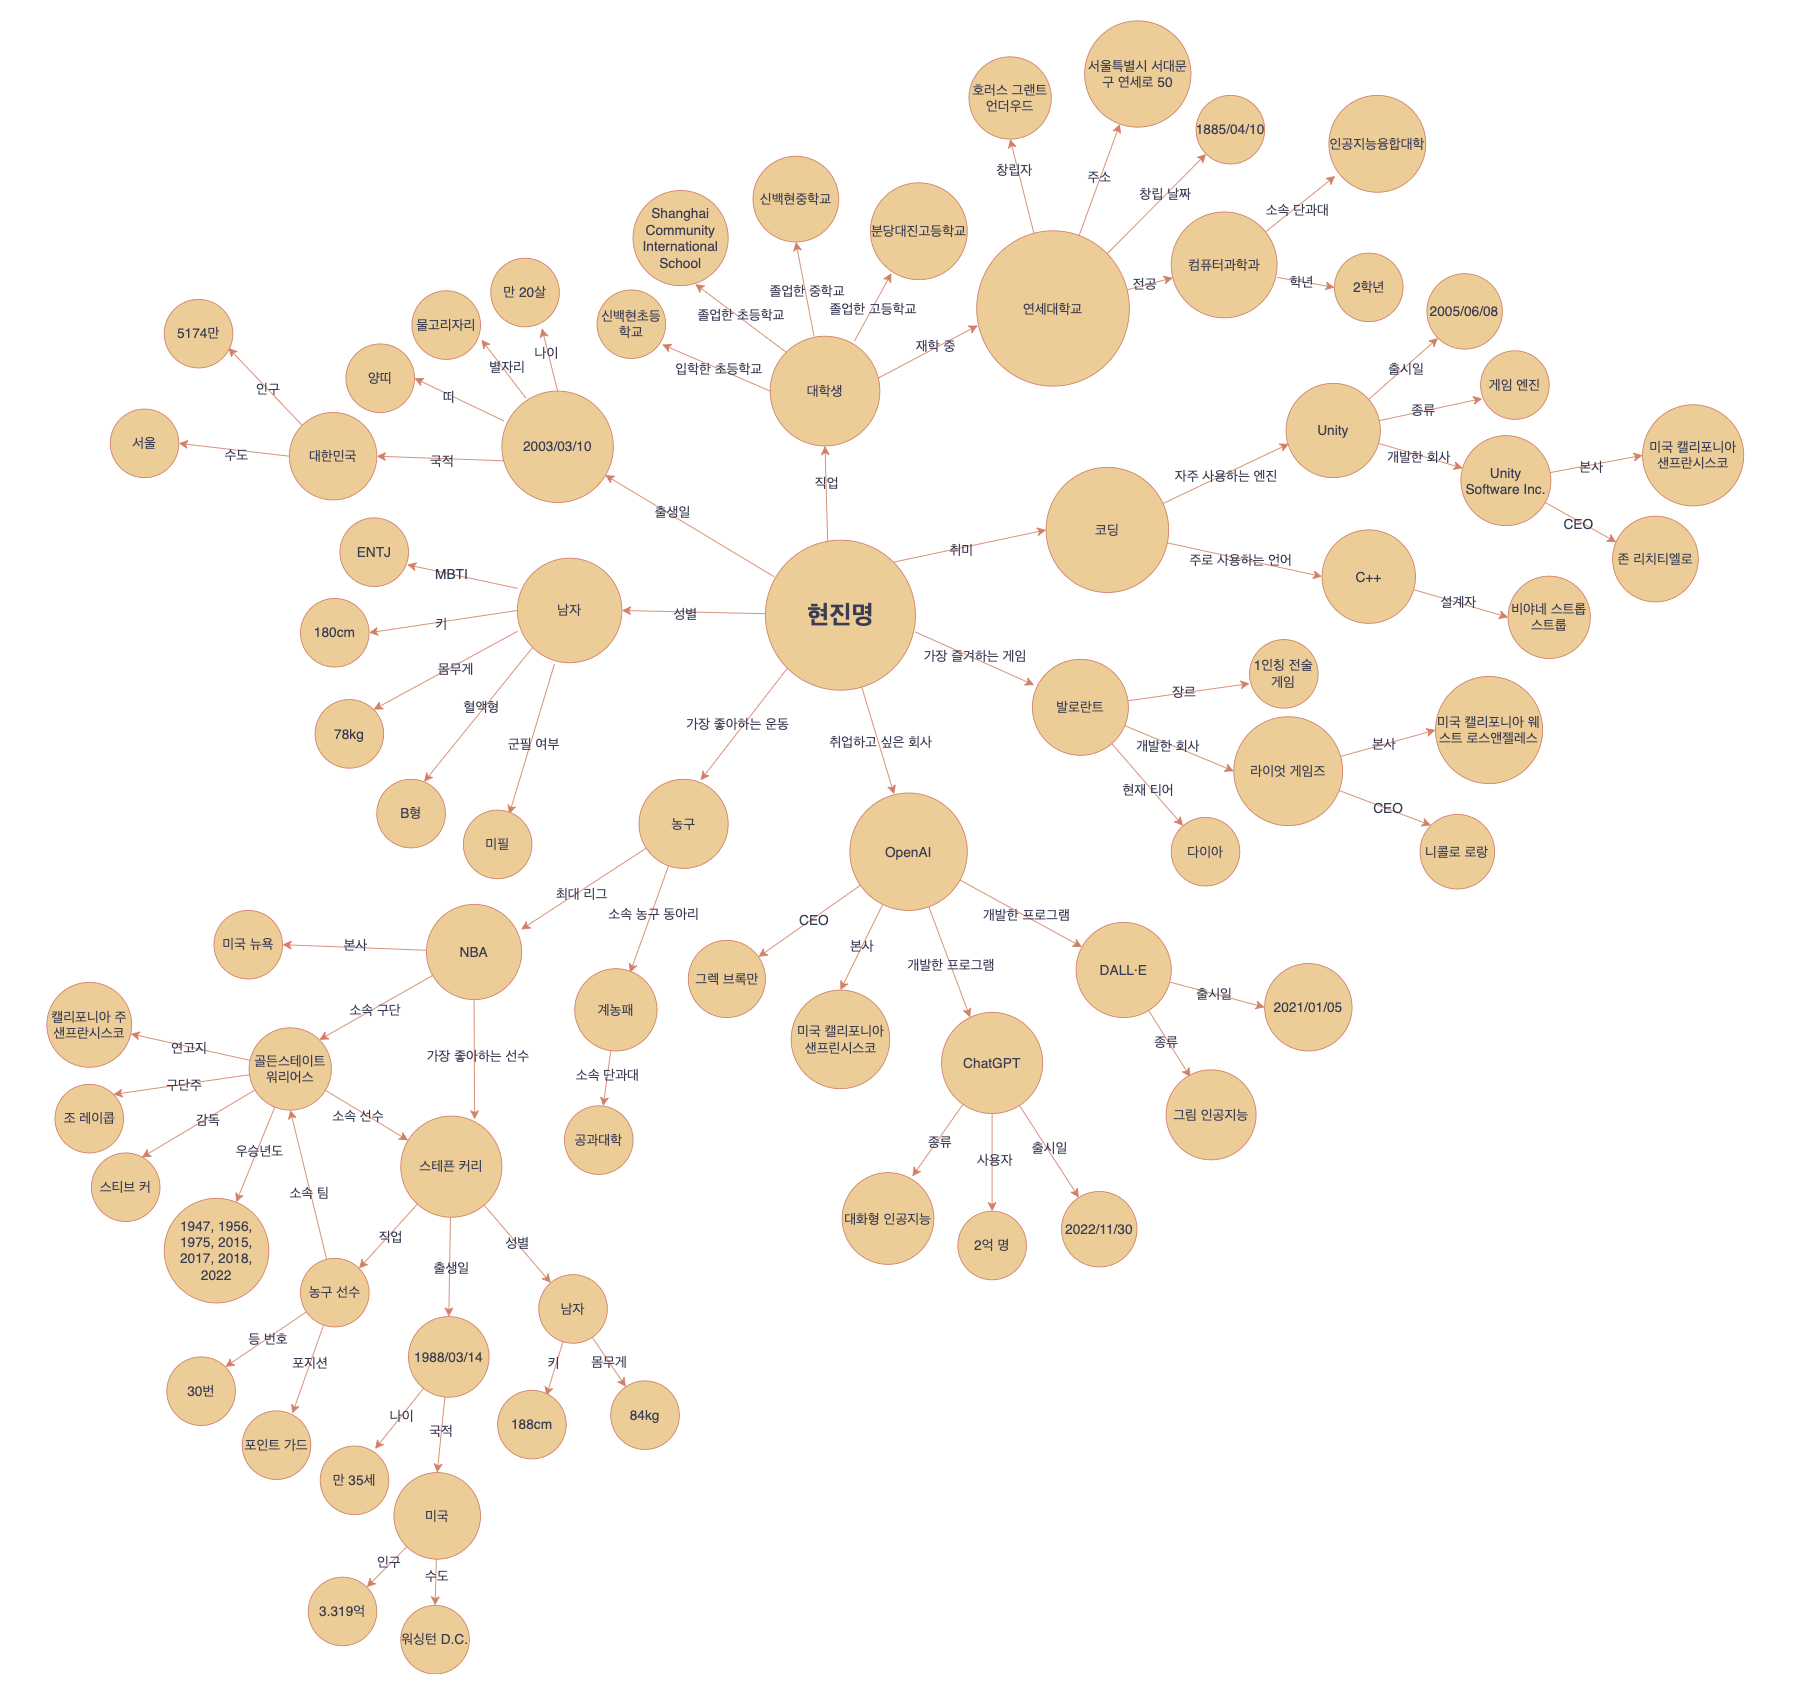 현진명
출생일
2003/03/10
나이
만 20살
별자리
물고리자리
띠
양띠
국적
대한민국
인구
5174만
수도
서울
직업
대학생
입학한 초등학교
신백현초등
학교
졸업한 초등학교
Shanghai
Community
International
School
졸업한 중학교
신백현중학교
졸업한 고등학교
분당대진고등학교
재학 중
연세대학교
창립자
호러스 그랜트
언더우드
주소
서울특별시 서대문
구 연세로 50
창립 날짜
1885/04/10
전공
컴퓨터과학과
소속 단과대
인공지능융합대학
학년
2학년
취미
코딩
자주 사용하는 엔진
Unity
출시일
2005/06/08
종류
게임 엔진
개발한 회사
Unity
Software Inc.
본사
미국 캘리포니아
샌프란시스코
CEO
존 리치티엘로
주로 사용하는 언어
C++
설계자
비야네 스트롭
스트룹
가장 즐겨하는 게임
발로란트
장르
1인칭 전술
게임
개발한 회사
라이엇 게임즈
본사
미국 캘리포니아 웨
스트 로스앤젤레스
CEO
니콜로 로랑
현재 티어
다이아
성별
남자
MBTI
ENTJ
키
180cm
몸무게
78kg
혈액형
B형
군필 여부
미필
취업하고 싶은 회사
OpenAI
CEO
그렉 브록만
본사
미국 캘리포니아
샌프린시스코
개발한 프로그램
ChatGPT
종류
대화형 인공지능
사용자
2억 명
출시일
2022/11/30
개발한 프로그램
DALL·E
출시일
2021/01/05
종류
그림 인공지능
가장 좋아하는 운동
농구
소속 농구 동아리
계농패
소속 단과대
공과대학
최대 리그
NBA
본사
미국 뉴욕
소속 구단
골든스테이트
워리어스
연고지
캘리포니아 주
샌프란시스코
구단주
조 레이콥
감독
스티브 커
우승년도
1947, 1956,
1975, 2015,
2017, 2018,
2022
소속 선수
가장 좋아하는 선수
스테픈 커리
직업
농구 선수
소속 팀
등 번호
30번
포지션
포인트 가드
출생일
1988/03/14
나이
만 35세
국적
미국
인구
3.319억
수도
워싱턴 D.C.
성별
남자
키
188cm
몸무게
84kg